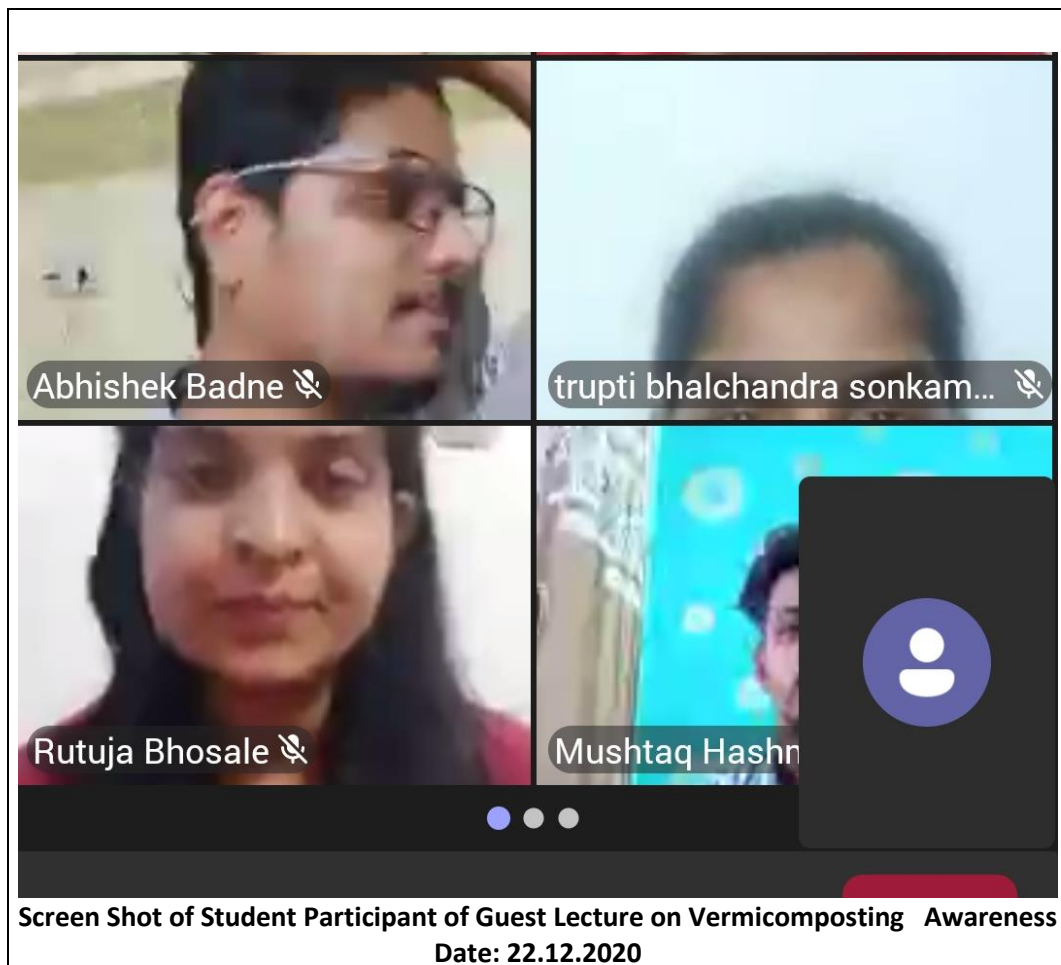 Abhishek Badne
trupti bhalchandra sonkam...
Rutuja Bhosale
Mushtaq
Screen Shot of Student Participant of Guest Lecture on Vermicomposting Awareness
Date: 22.12.2020